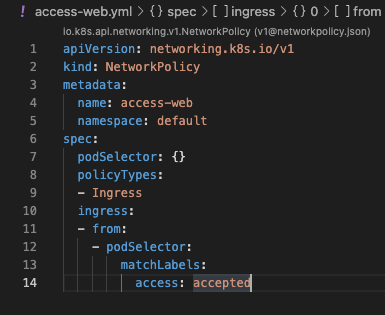 ! access-web.yml > {} spec > [ ] ingress > {} 0 > [ ] from
io.k8s.api.networking.v1.NetworkPolicy (v1@networkpolicy.json)
1 apiVersion: networking.k8s.io/v1
2 kind: NetworkPolicy
3 metadata:
4   name: access-web
5   namespace: default
6 spec:
7   podSelector: {}
8   policyTypes:
9   - Ingress
10   ingress:
11   - from:
12     - podSelector:
13         matchLabels:
14           access: accepted